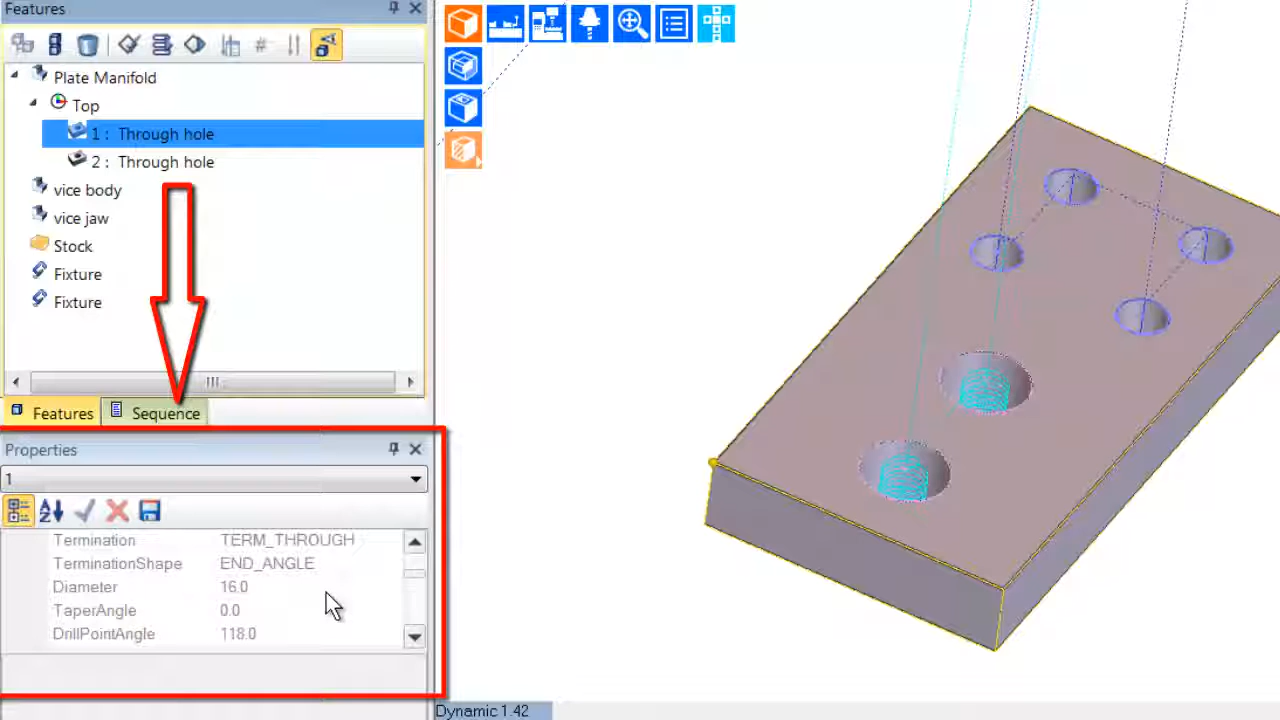 Features
Plate Manifold
Top
1 : Through hole
2 : Through hole
vice body
vice jaw
Stock
Fixture
Fixture
Features
Sequence
Properties
1
Termination TERM_THROUGH
TerminationShape END_ANGLE
Diameter 16.0
TaperAngle 0.0
DrillPointAngle 118.0
Dynamic 1.42